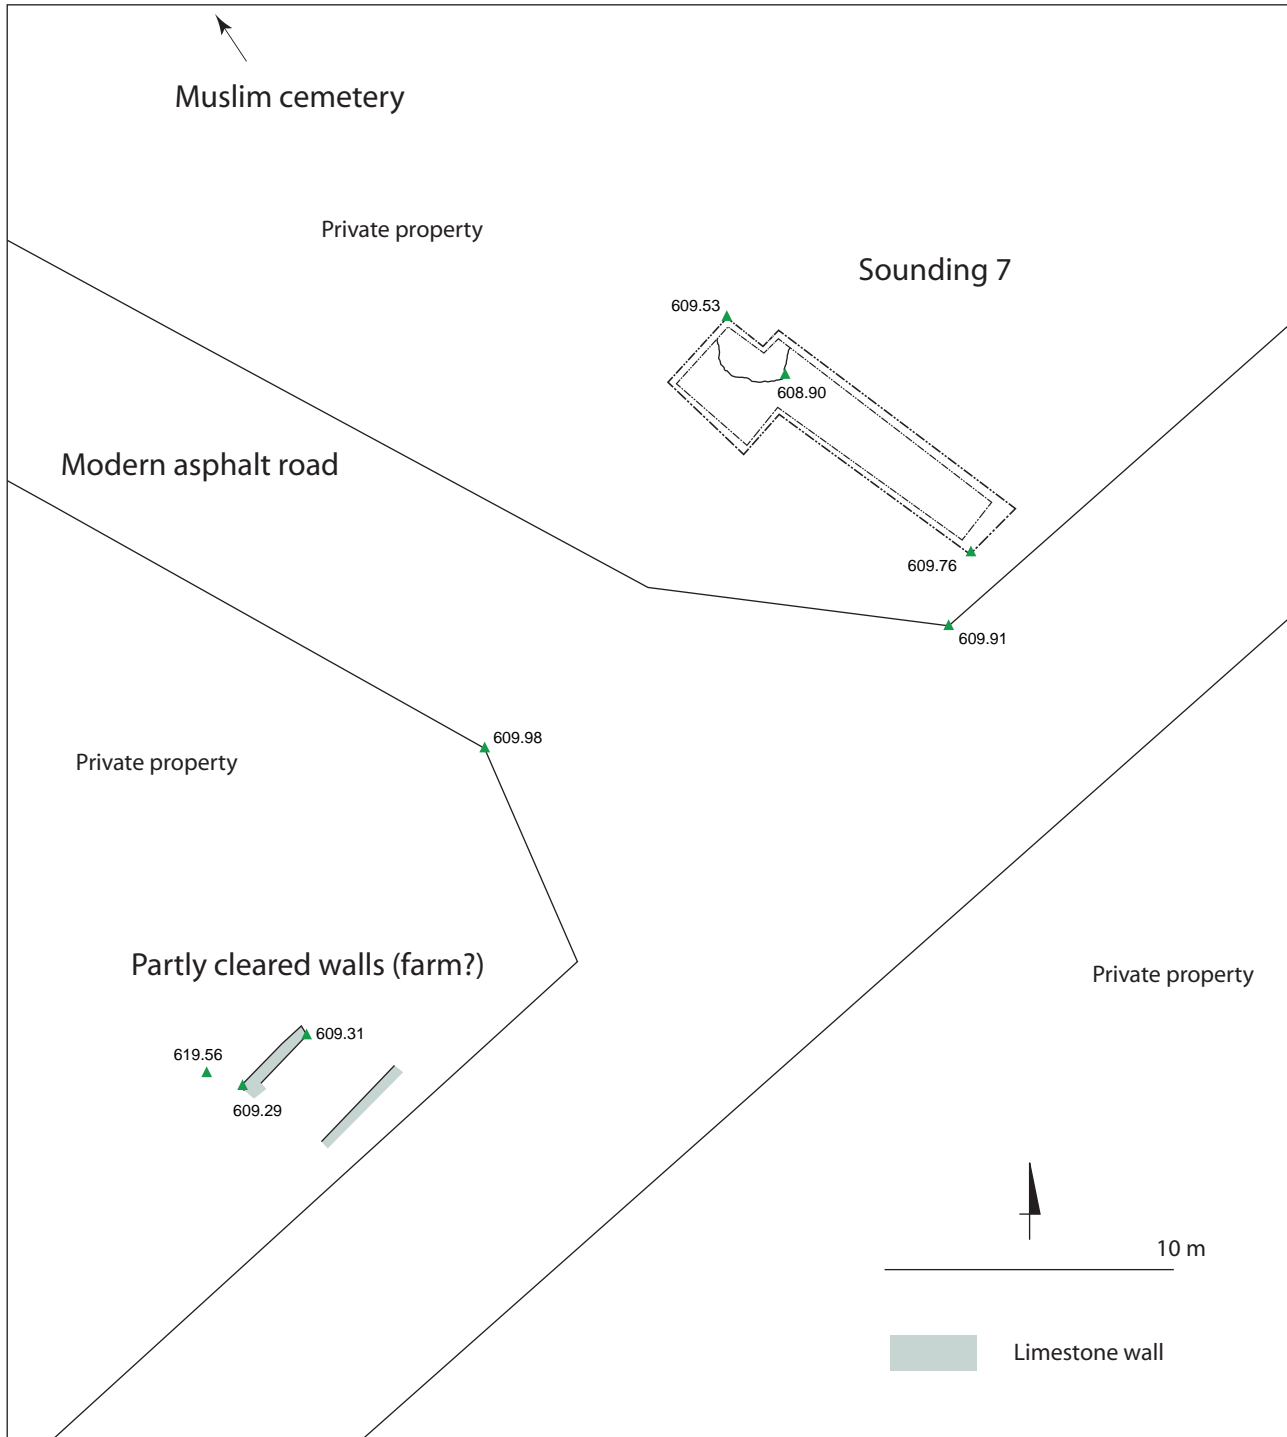 Muslim cemetery
Private property
Sounding 7
609.53
608.90
Modern asphalt road
609.76
609.91
609.98
Private property
Partly cleared walls (farm?)
Private property
609.31
619.56
609.29
10 m
Limestone wall